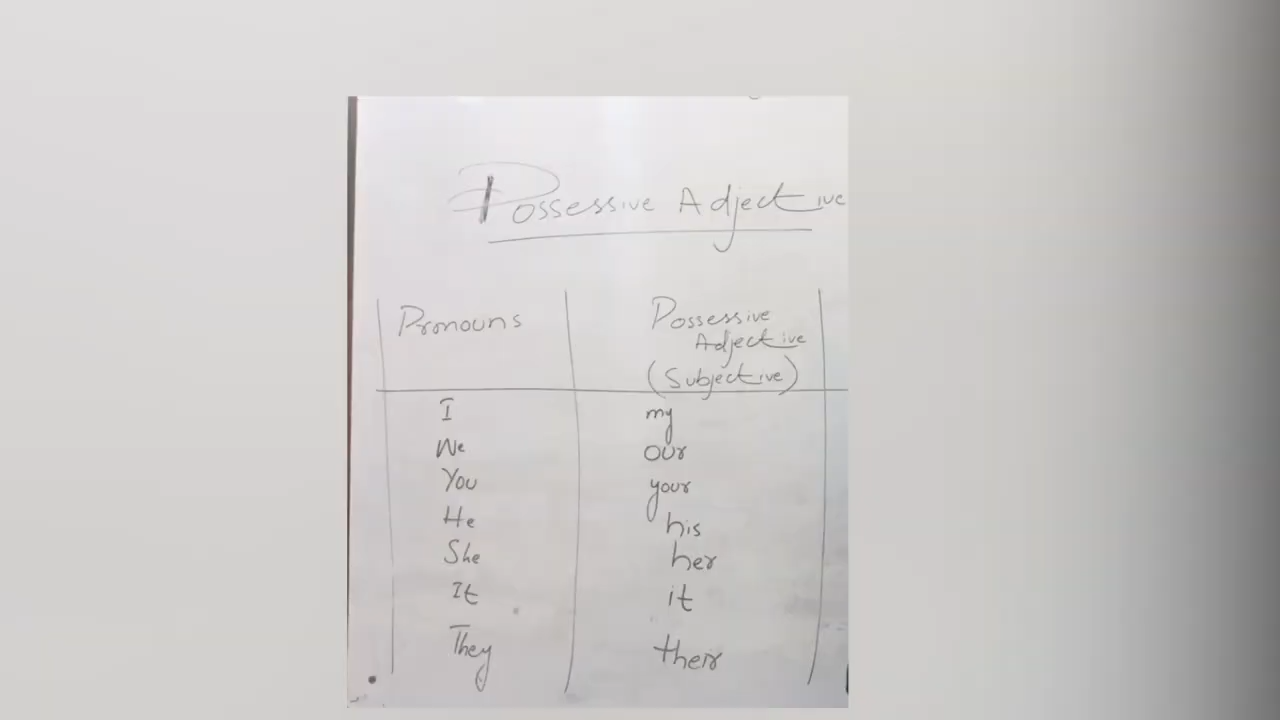 Possessive Adjective
Pronouns Possessive
Adjective
(Subjective)
I my
We our
You your
He his
She her
It it
They their